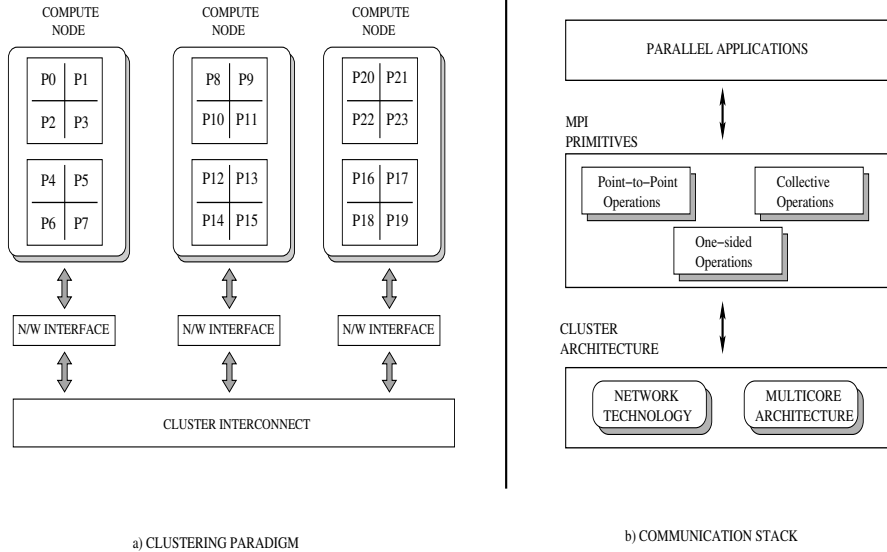 COMPUTE
NODE
COMPUTE
NODE
COMPUTE
NODE
P0 P1
P2 P3
P4 P5
P6 P7
P8 P9
P10 P11
P12 P13
P14 P15
P20 P21
P22 P23
P16 P17
P18 P19
N/W INTERFACE
N/W INTERFACE
N/W INTERFACE
CLUSTER INTERCONNECT
a) CLUSTERING PARADIGM
PARALLEL APPLICATIONS
MPI
PRIMITIVES
Point-to-Point
Operations
Collective
Operations
One-sided
Operations
CLUSTER
ARCHITECTURE
NETWORK
TECHNOLOGY
MULTICORE
ARCHITECTURE
b) COMMUNICATION STACK